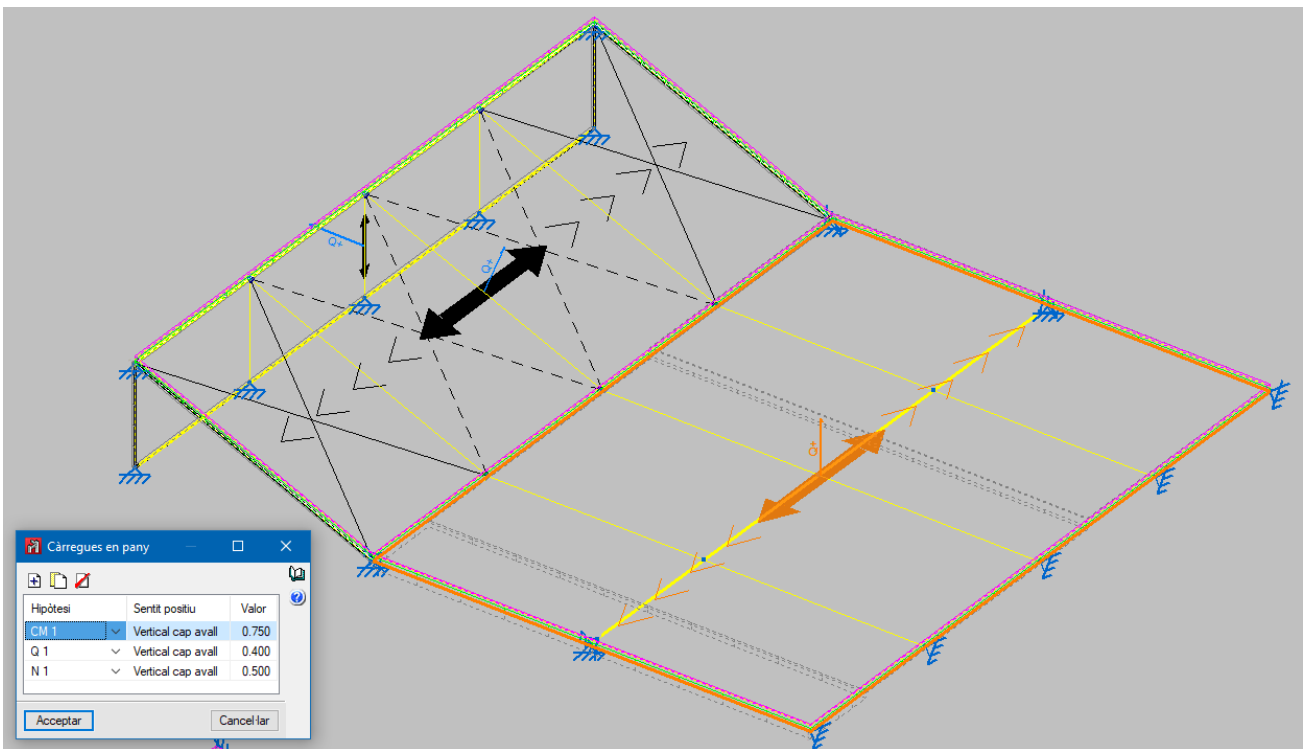 Q+
Q+
Q+
Càrregues en pany
Hipòtesi Sentit positiu Valor
CM 1 Vertical cap avall 0.750
Q 1 Vertical cap avall 0.400
N 1 Vertical cap avall 0.500
Acceptar Cancel·lar